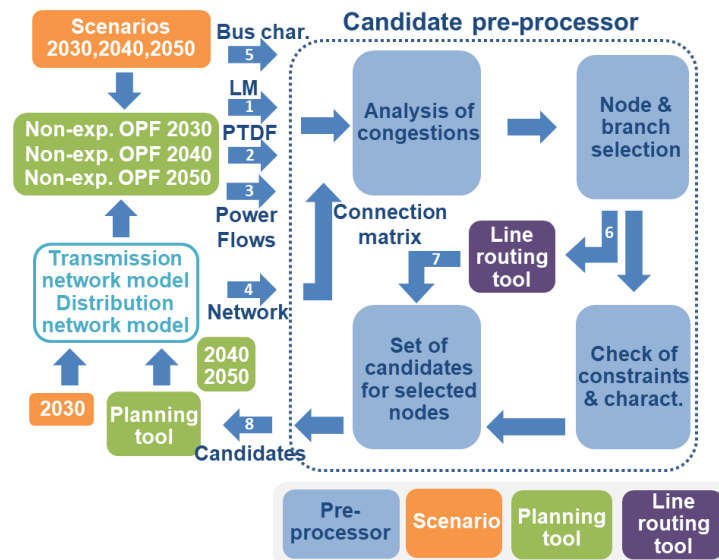 Scenarios
2030,2040,2050
Bus char.
5
Candidate pre-processor
LM
1
PTDF
2
3
Power
Flows
Non-exp. OPF 2030
Non-exp. OPF 2040
Non-exp. OPF 2050
Analysis of
congestions
Node &
branch
selection
Connection
matrix
6
7
Line
routing
tool
Transmission
network model
Distribution
network model
4
Network
2040
2050
2030
Planning
tool
8
Candidates
Set of
candidates
for selected
nodes
Check of
constraints
& charact.
Pre-
processor
Scenario
Planning
tool
Line
routing
tool